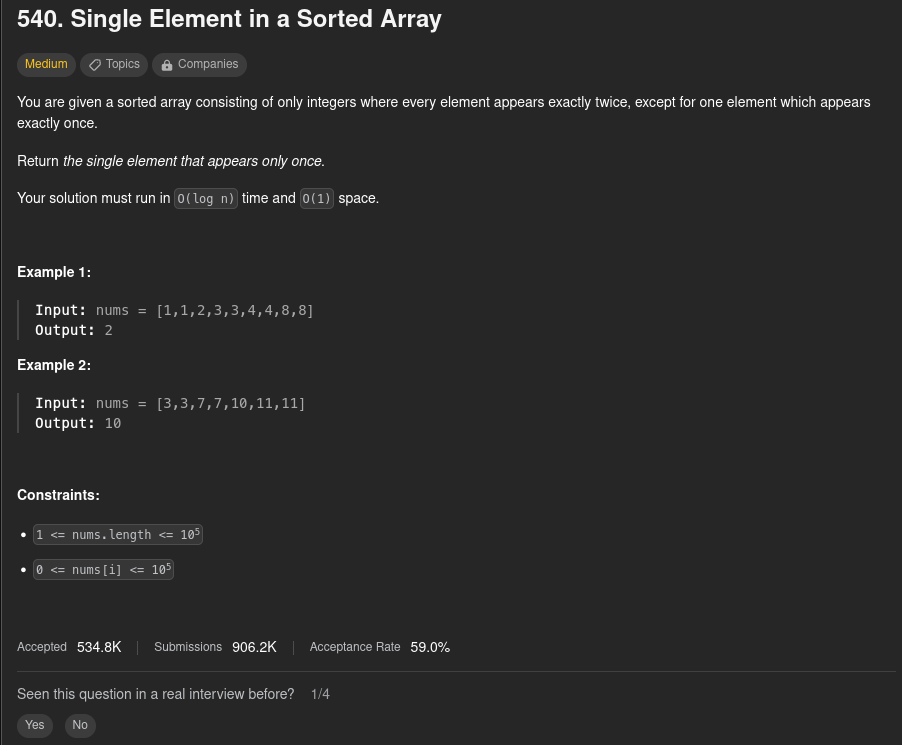 540. Single Element in a Sorted Array
Medium Topics Companies
You are given a sorted array consisting of only integers where every element appears exactly twice, except for one element which appears
exactly once.
Return the single element that appears only once.
Your solution must run in O(log n) time and O(1) space.
Example 1:
Input: nums = [1,1,2,3,3,4,4,8,8]
Output: 2
Example 2:
Input: nums = [3,3,7,7,10,11,11]
Output: 10
Constraints:
• 1 <= nums.length <= 10⁵
• 0 <= nums[i] <= 10⁵
Accepted 534.8K Submissions 906.2K Acceptance Rate 59.0%
Seen this question in a real interview before? 1/4
Yes No